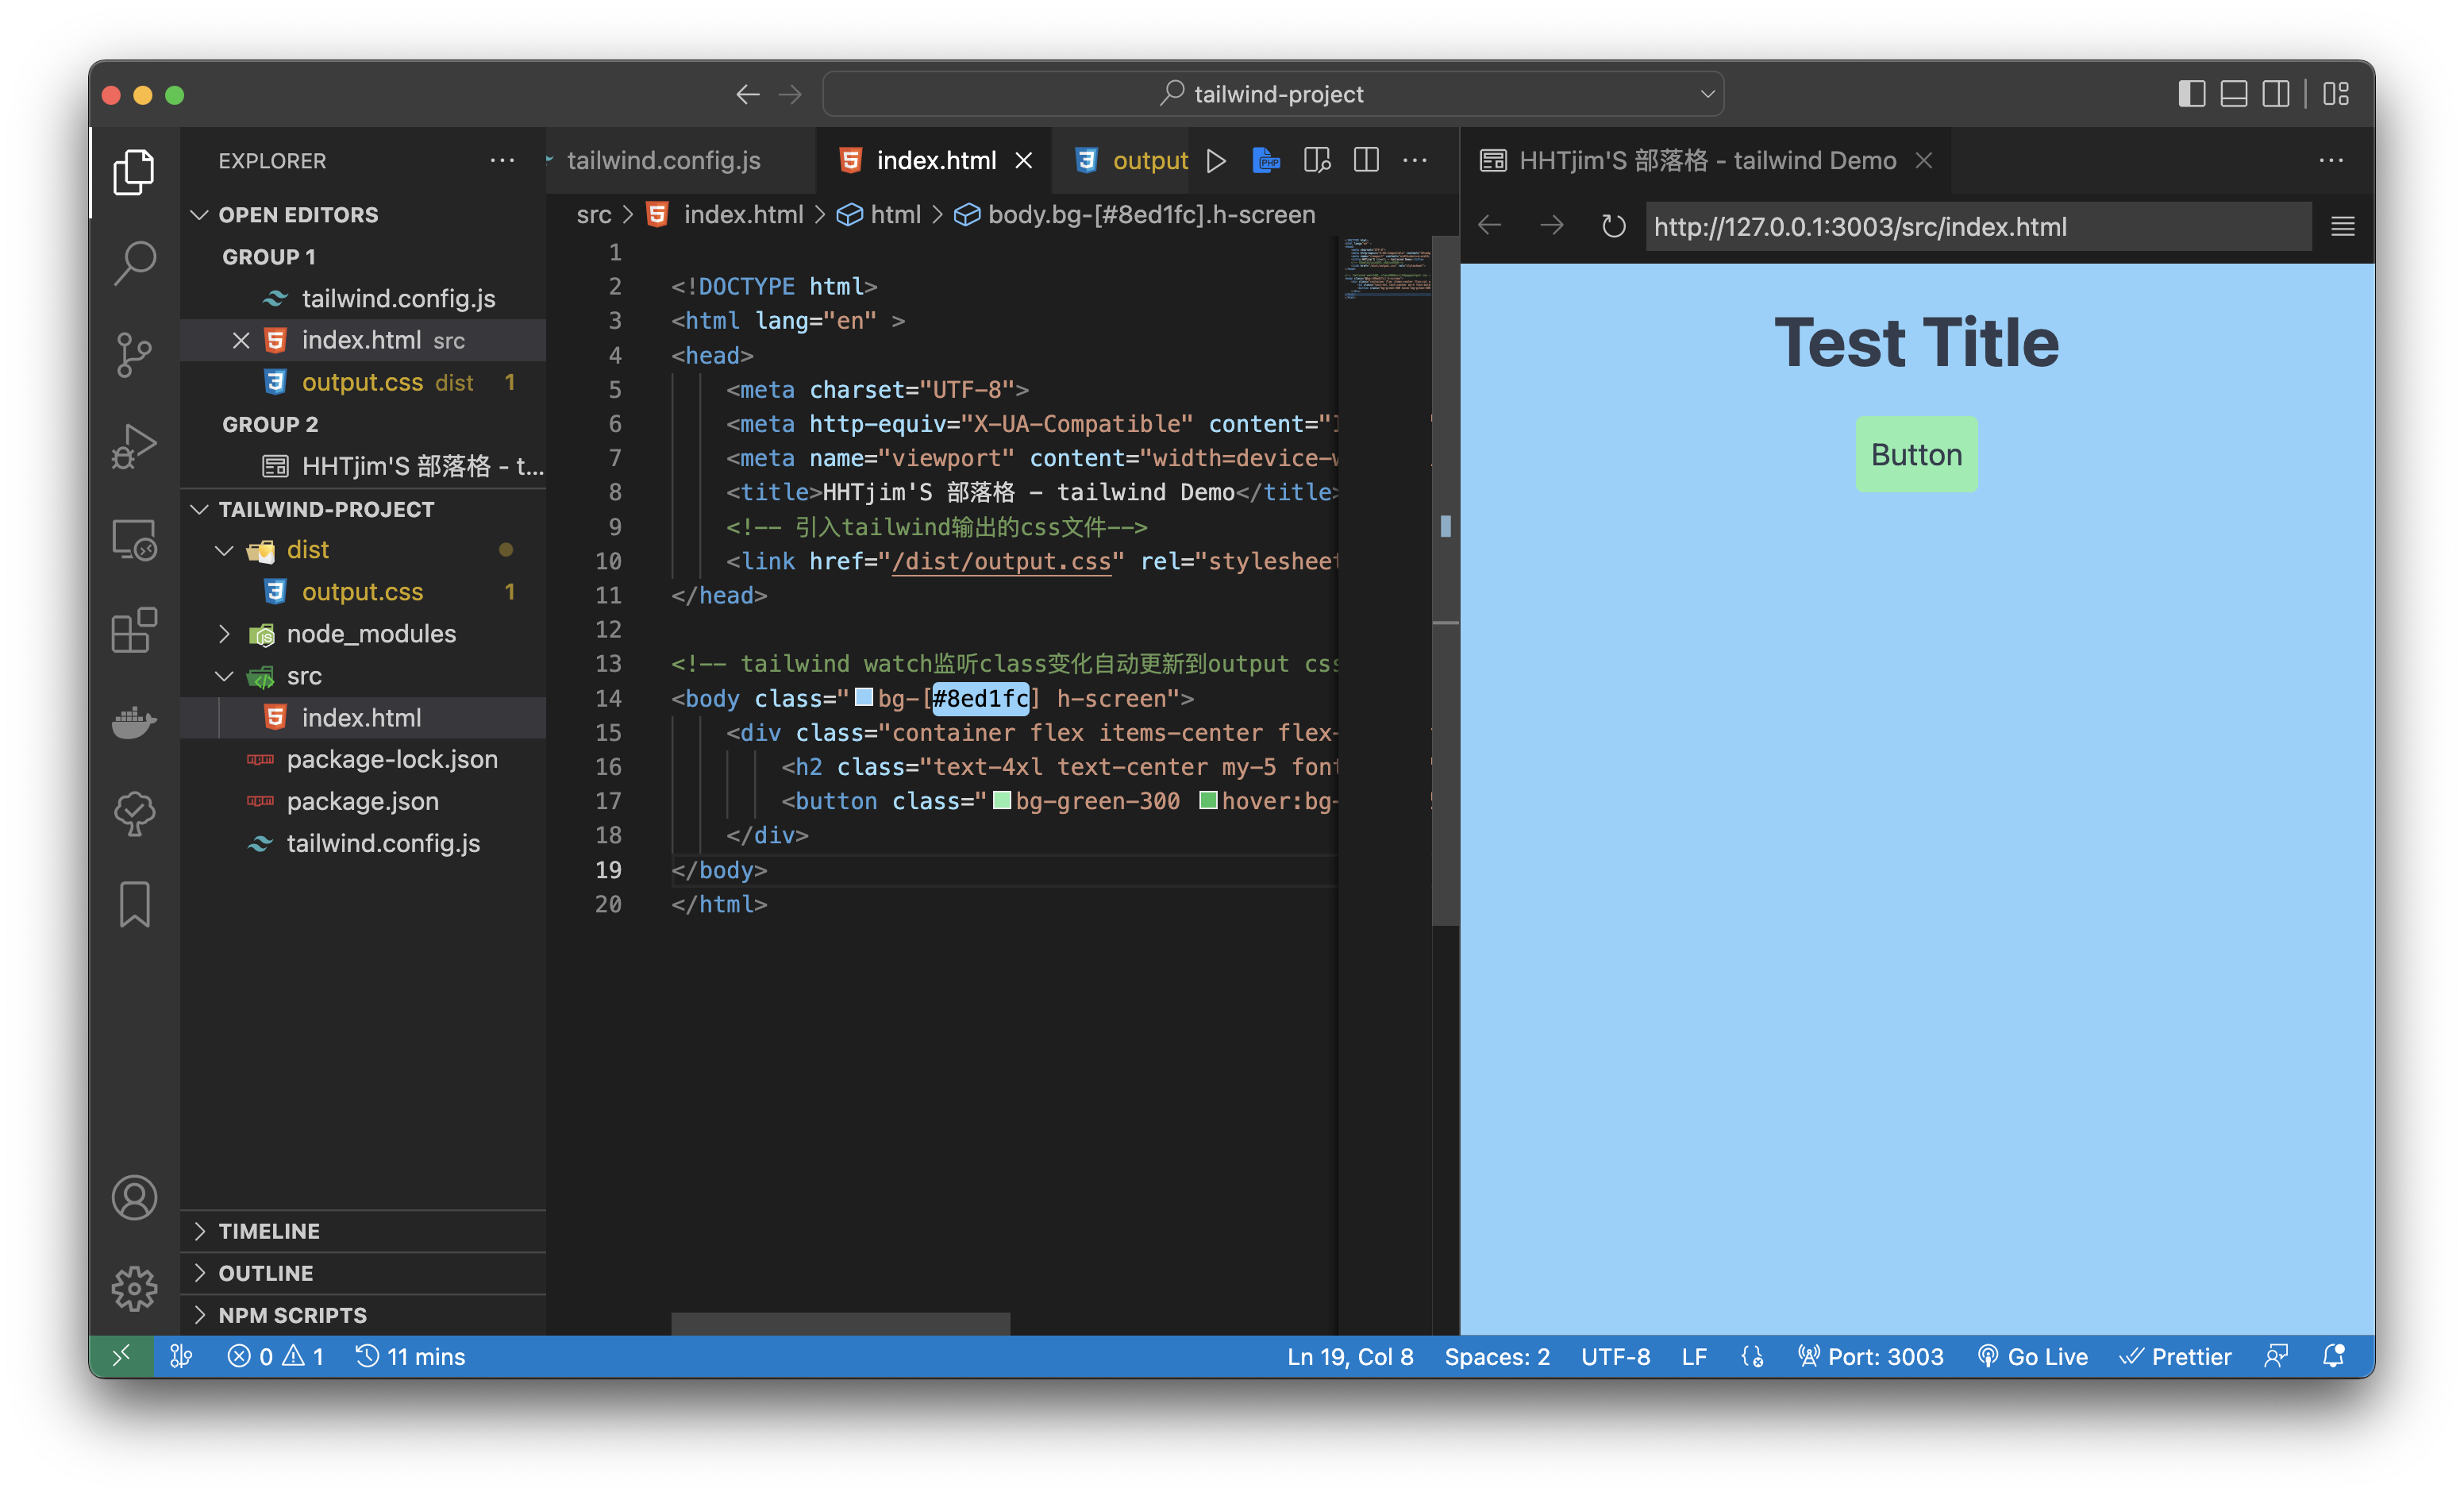 tailwind-project
EXPLORER
OPEN EDITORS
GROUP 1
tailwind.config.js
index.html src
output.css dist 1
GROUP 2
HHTjim'S 部落格 - t...
TAILWIND-PROJECT
dist
output.css 1
node_modules
src
index.html
package-lock.json
package.json
tailwind.config.js
TIMELINE
OUTLINE
NPM SCRIPTS
tailwind.config.js
index.html
output
src > index.html > html > body.bg-[#8ed1fc].h-screen
1
2 <!DOCTYPE html>
3 <html lang="en" >
4 <head>
5 <meta charset="UTF-8">
6 <meta http-equiv="X-UA-Compatible" content="
7 <meta name="viewport" content="width=device-
8 <title>HHTjim'S 部落格 - tailwind Demo</title>
9 <!-- 引入tailwind输出的css文件-->
10 <link href="/dist/output.css" rel="stylesheet
11 </head>
12
13 <!-- tailwind watch监听class变化自动更新到output css
14 <body class="bg-[#8ed1fc] h-screen">
15 <div class="container flex items-center flex-
16 <h2 class="text-4xl text-center my-5 font
17 <button class="bg-green-300 hover:bg-
18 </div>
19 </body>
20 </html>
HHTjim'S 部落格 - tailwind Demo
http://127.0.0.1:3003/src/index.html
Test Title
Button
0 1 11 mins
Ln 19, Col 8 Spaces: 2 UTF-8 LF Port: 3003 Go Live Prettier